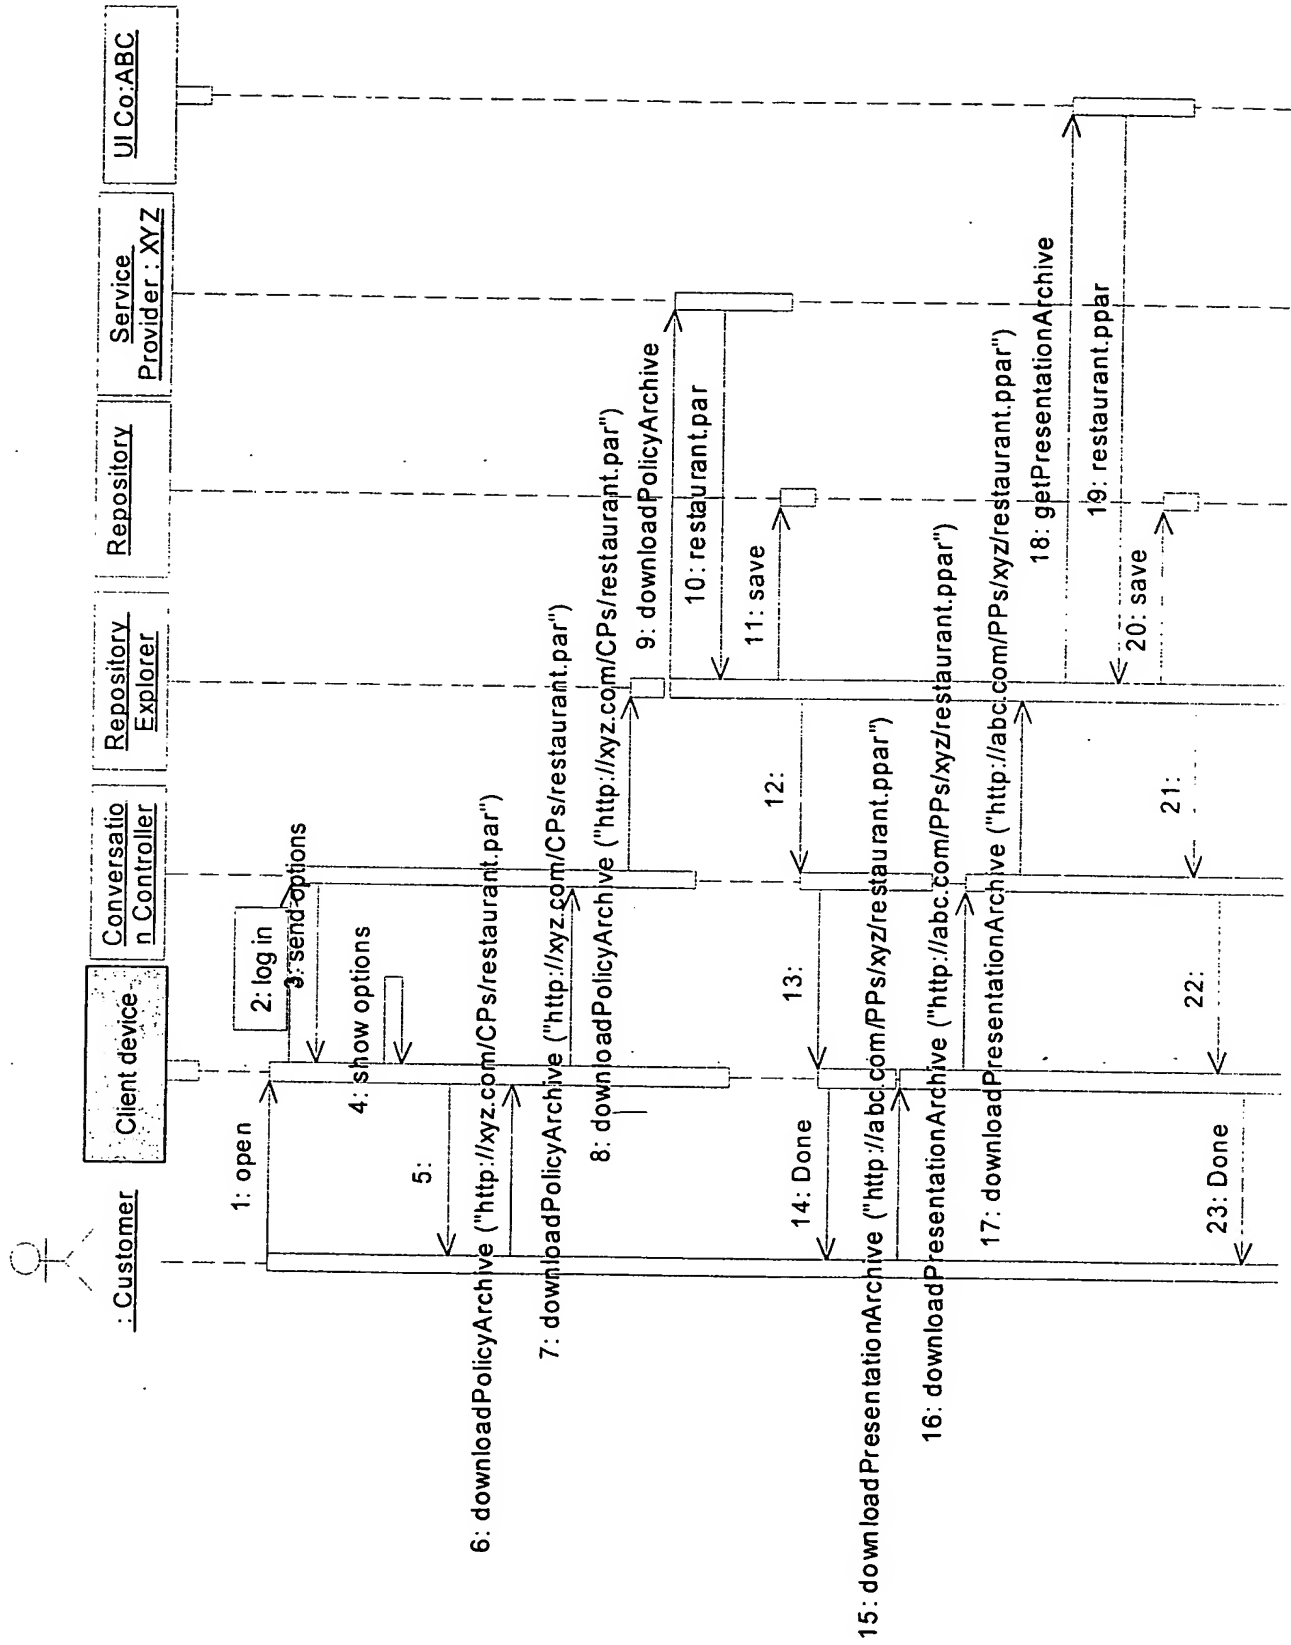 : Customer
Client device
Conversatio
n Controller
Repository
Explorer
Repository
Service
Provider : XYZ
UI Co:ABC
1: open
2: log in
3: send options
4: show options
5:
6: downloadPolicyArchive ("http://xyz.com/CPs/restaurant.par")
7: downloadPolicyArchive ("http://xyz.com/CPs/restaurant.par")
8: downloadPolicyArchive ("http://xyz.com/CPs/restaurant.par")
9: downloadPolicyArchive
10: restaurant.par
11: save
12:
13:
14: Done
15: downloadPresentationArchive ("http://abc.com/PPs/xyz/restaurant.ppar")
16: downloadPresentationArchive ("http://abc.com/PPs/xyz/restaurant.ppar")
17: downloadPresentationArchive ("http://abc.com/PPs/xyz/restaurant.ppar")
18: getPresentationArchive
19: restaurant.ppar
20: save
21:
22:
23: Done